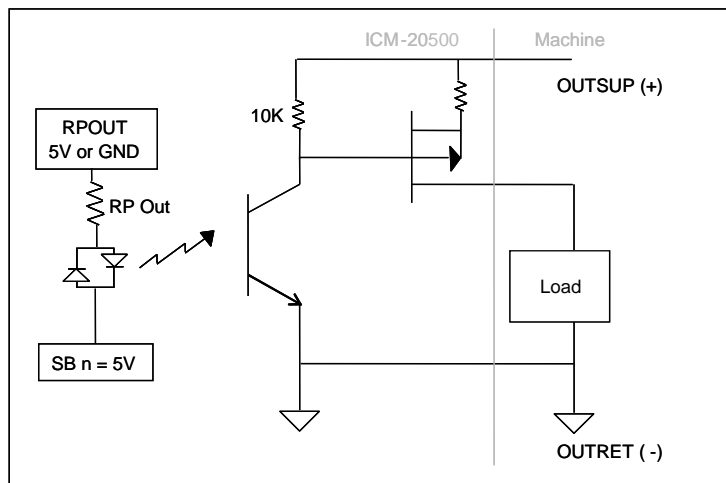 ICM-20500
Machine
OUTSUP (+)
10K
RPOUT
5V or GND
RP Out
Load
SB n = 5V
OUTRET ( -)